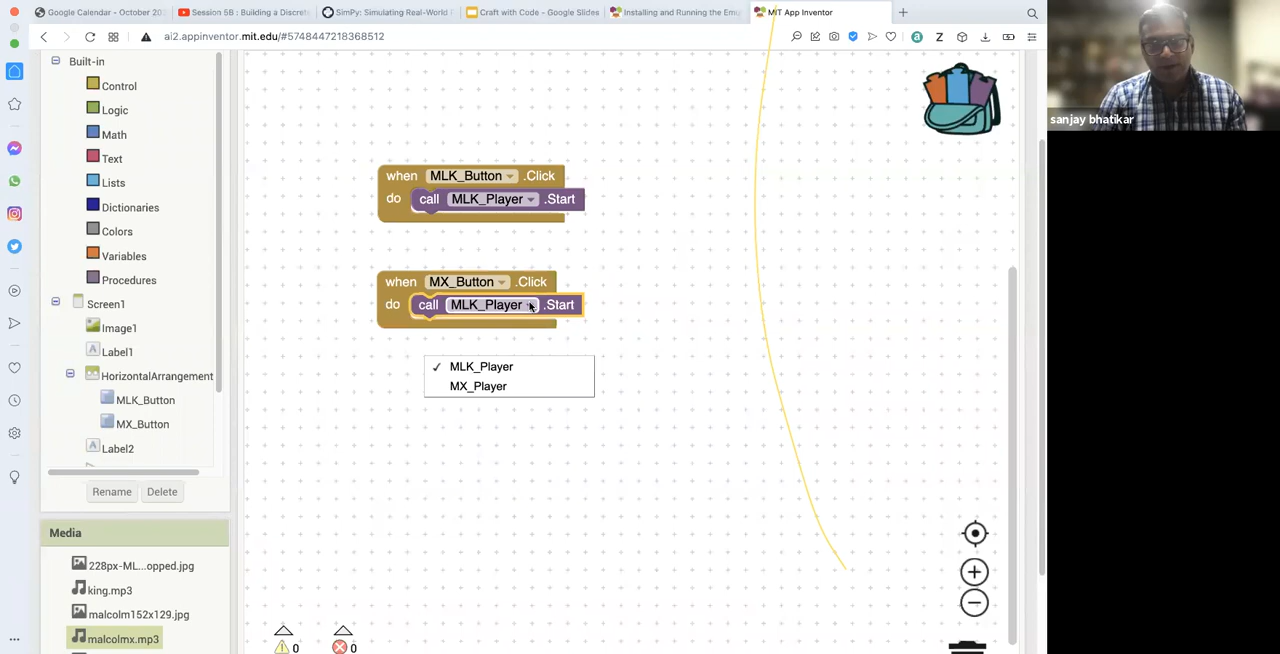 Google Calendar - October 202
Session 5B : Building a Discrete
SimPy: Simulating Real-World P
Craft with Code - Google Slides
Installing and Running the Emu
MIT App Inventor
ai2.appinventor.mit.edu/#5748447218368512
Built-in
Control
Logic
Math
Text
Lists
Dictionaries
Colors
Variables
Procedures
Screen1
Image1
Label1
HorizontalArrangement
MLK_Button
MX_Button
Label2
Rename
Delete
Media
228px-ML...opped.jpg
king.mp3
malcolm152x129.jpg
malcolmx.mp3
when MLK_Button .Click
do call MLK_Player .Start
when MX_Button .Click
do call MLK_Player .Start
MLK_Player
MX_Player
0
0
sanjay bhatikar